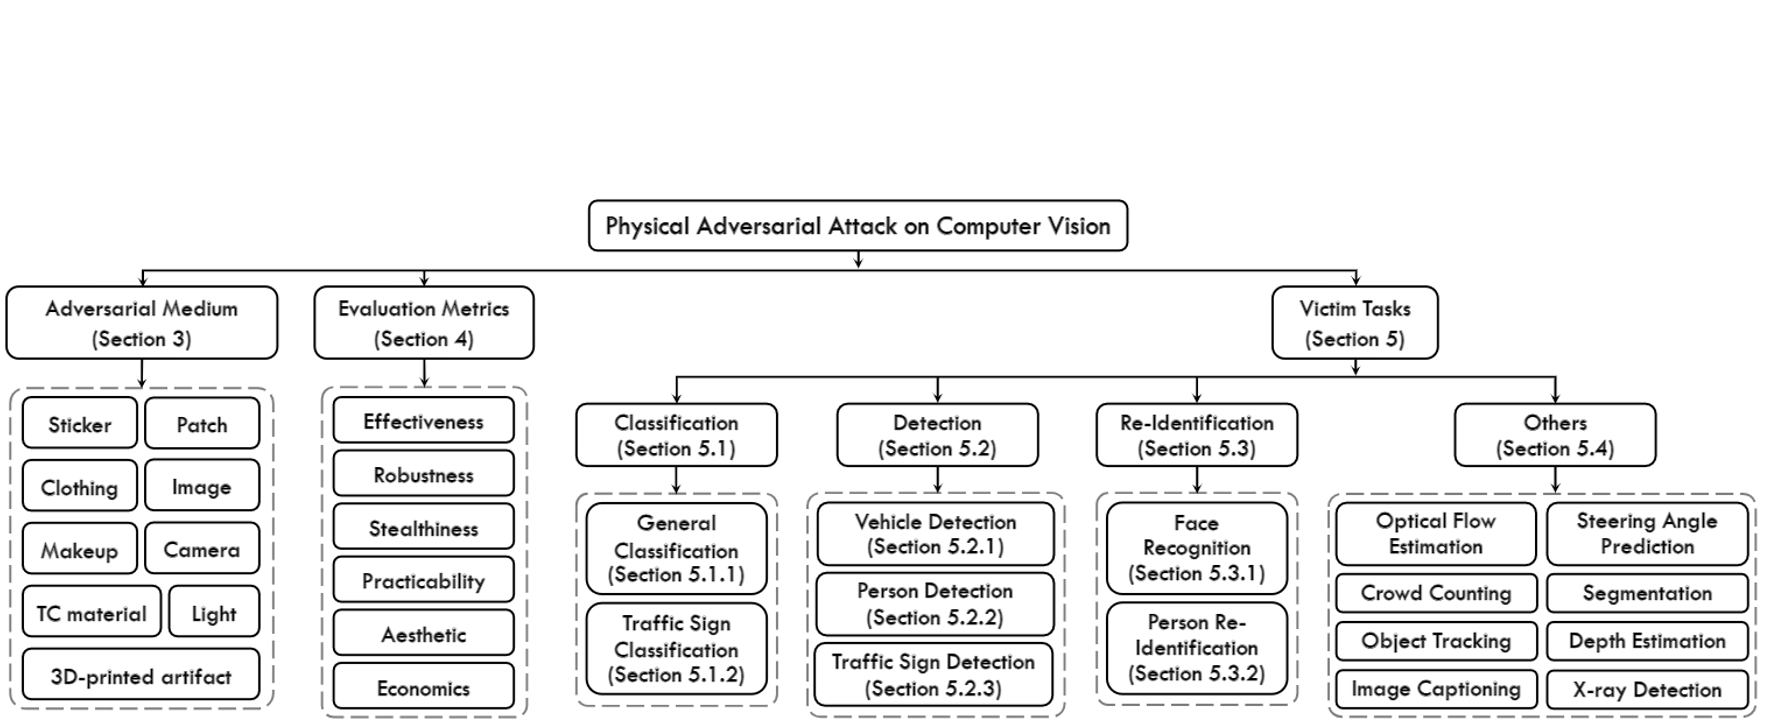 Physical Adversarial Attack on Computer Vision
Adversarial Medium
(Section 3)
Sticker
Patch
Clothing
Image
Makeup
Camera
TC material
Light
3D-printed artifact
Evaluation Metrics
(Section 4)
Effectiveness
Robustness
Stealthiness
Practicability
Aesthetic
Economics
Victim Tasks
(Section 5)
Classification
(Section 5.1)
General
Classification
(Section 5.1.1)
Traffic Sign
Classification
(Section 5.1.2)
Detection
(Section 5.2)
Vehicle Detection
(Section 5.2.1)
Person Detection
(Section 5.2.2)
Traffic Sign Detection
(Section 5.2.3)
Re-Identification
(Section 5.3)
Face
Recognition
(Section 5.3.1)
Person Re-
Identification
(Section 5.3.2)
Others
(Section 5.4)
Optical Flow
Estimation
Steering Angle
Prediction
Crowd Counting
Segmentation
Object Tracking
Depth Estimation
Image Captioning
X-ray Detection